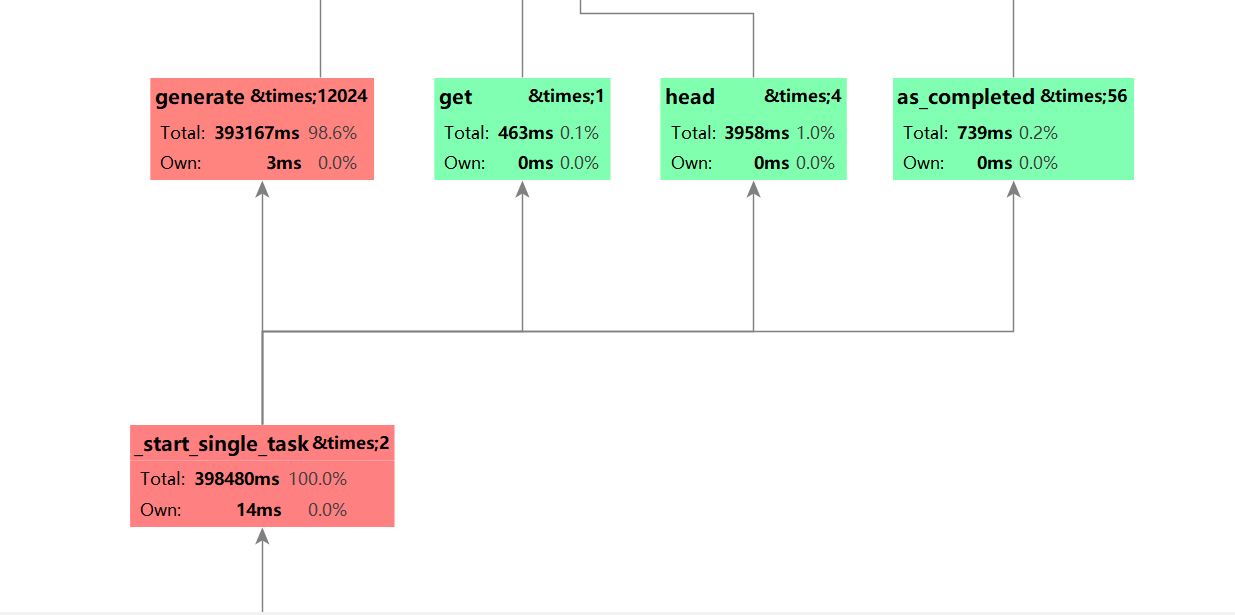 generate &times;12024
Total: 393167ms 98.6%
Own: 3ms 0.0%
get &times;1
Total: 463ms 0.1%
Own: 0ms 0.0%
head &times;4
Total: 3958ms 1.0%
Own: 0ms 0.0%
as_completed &times;56
Total: 739ms 0.2%
Own: 0ms 0.0%
_start_single_task &times;2
Total: 398480ms 100.0%
Own: 14ms 0.0%